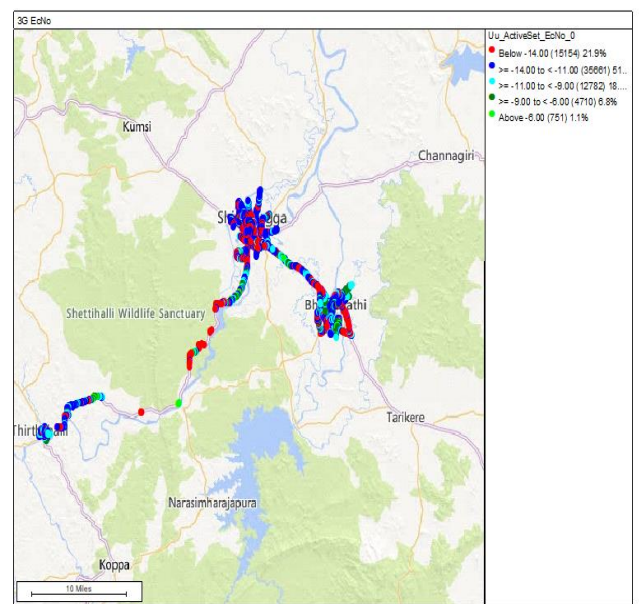 3G EcNo
Uu_ActiveSet_EcNo_0
Below -14.00 (15154) 21.9%
>= -14.00 to < -11.00 (35661) 51...
>= -11.00 to < -9.00 (12782) 18....
>= -9.00 to < -6.00 (4710) 6.8%
Above -6.00 (751) 1.1%
Kumsi
Channagiri
Shettihalli Wildlife Sanctuary
Tarikere
Narasimharajapura
Koppa
10 Miles